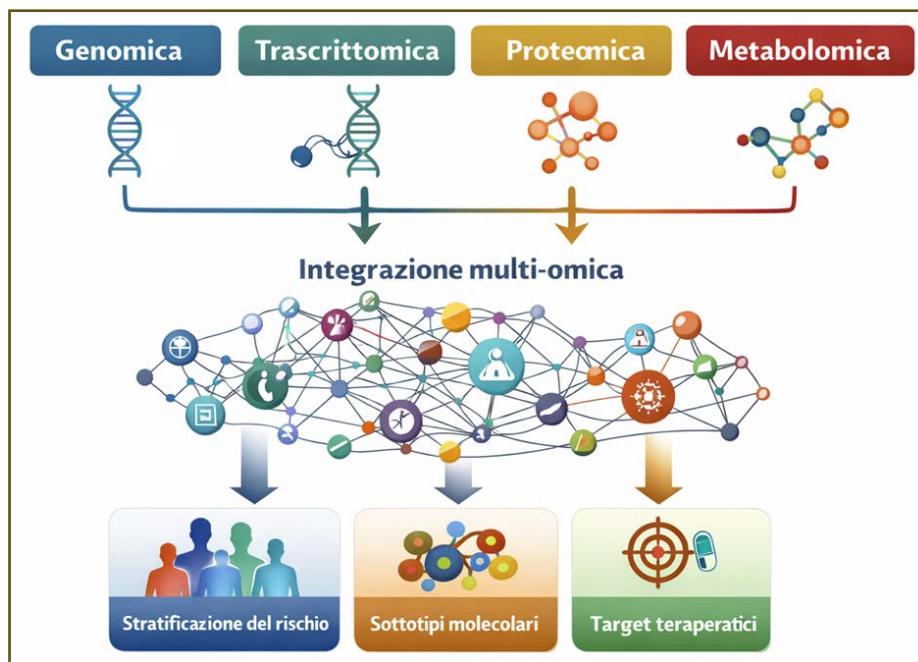 Genomica
Trascrittomica
Proteomica
Metabolomica
Integrazione multi-omica
Stratificazione del rischio
Sottotipi molecolari
Target teraperatici